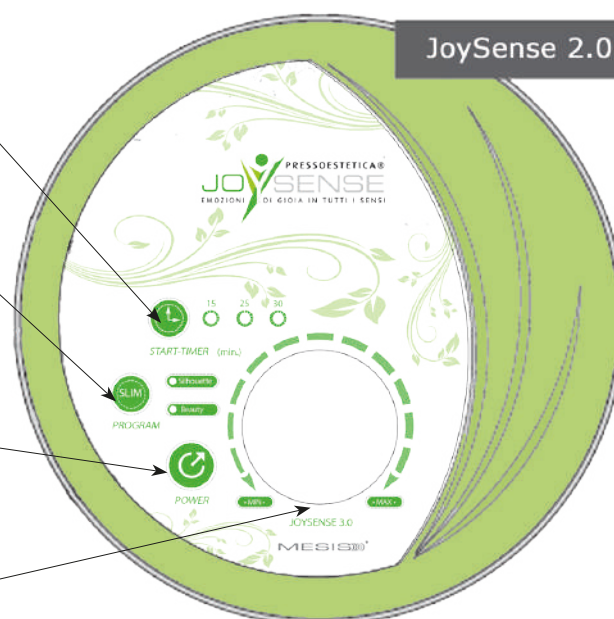 JoySense 2.0
PRESSOESTETICA®
JOYSENSE
EMOZIONI DI GIOIA IN TUTTI I SENSI
15 25 30
START-TIMER (min.)
Silhouette
SLIM
Beauty
PROGRAM
POWER
-MIN- -MAX-
JOYSENSE 3.0
MESIS